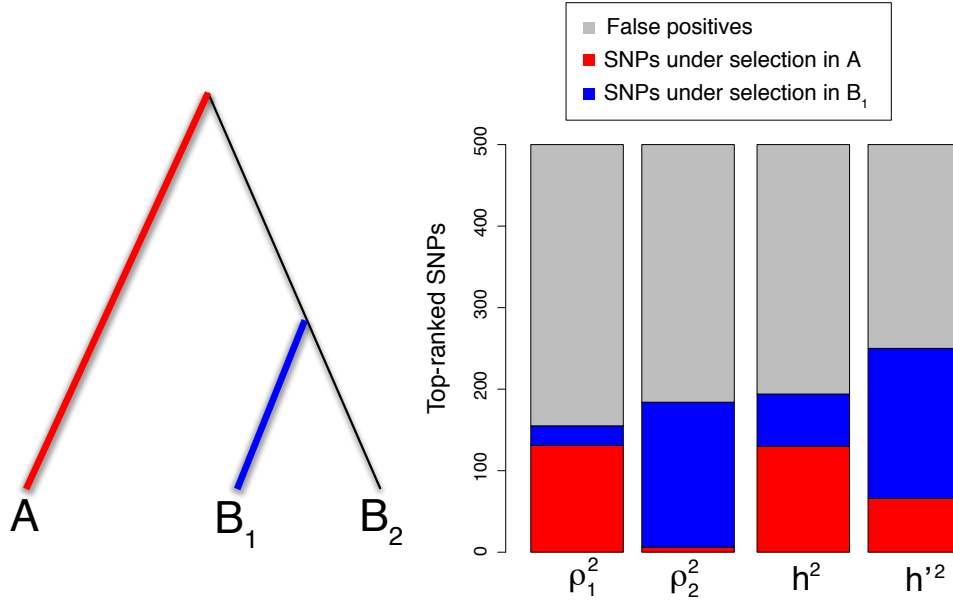 False positives
SNPs under selection in A
SNPs under selection in B₁
A
B₁
B₂
Top-ranked SNPs
500
400
300
200
100
0
ρ₁²
ρ₂²
h²
h'²